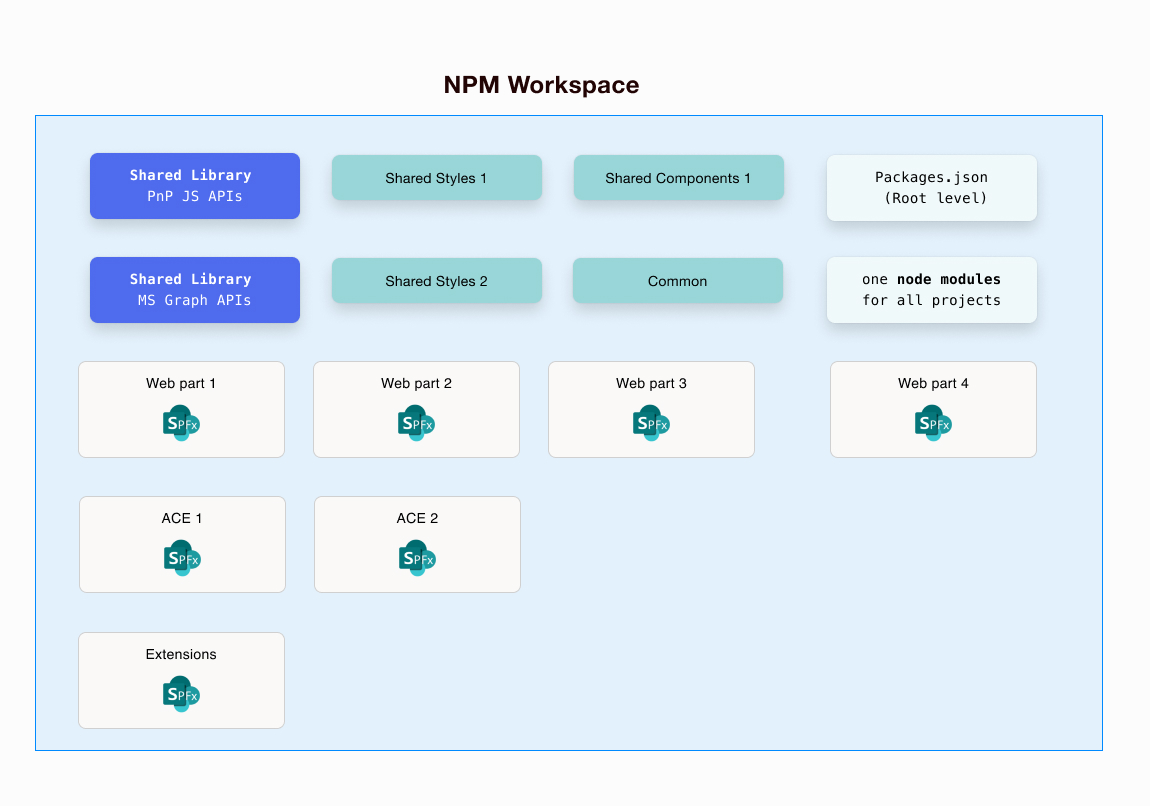 NPM Workspace
Shared Library
PnP JS APIs
Shared Styles 1
Shared Components 1
Packages.json
(Root level)
Shared Library
MS Graph APIs
Shared Styles 2
Common
one node modules
for all projects
Web part 1
SPFx
Web part 2
SPFx
Web part 3
SPFx
Web part 4
SPFx
ACE 1
SPFx
ACE 2
SPFx
Extensions
SPFx